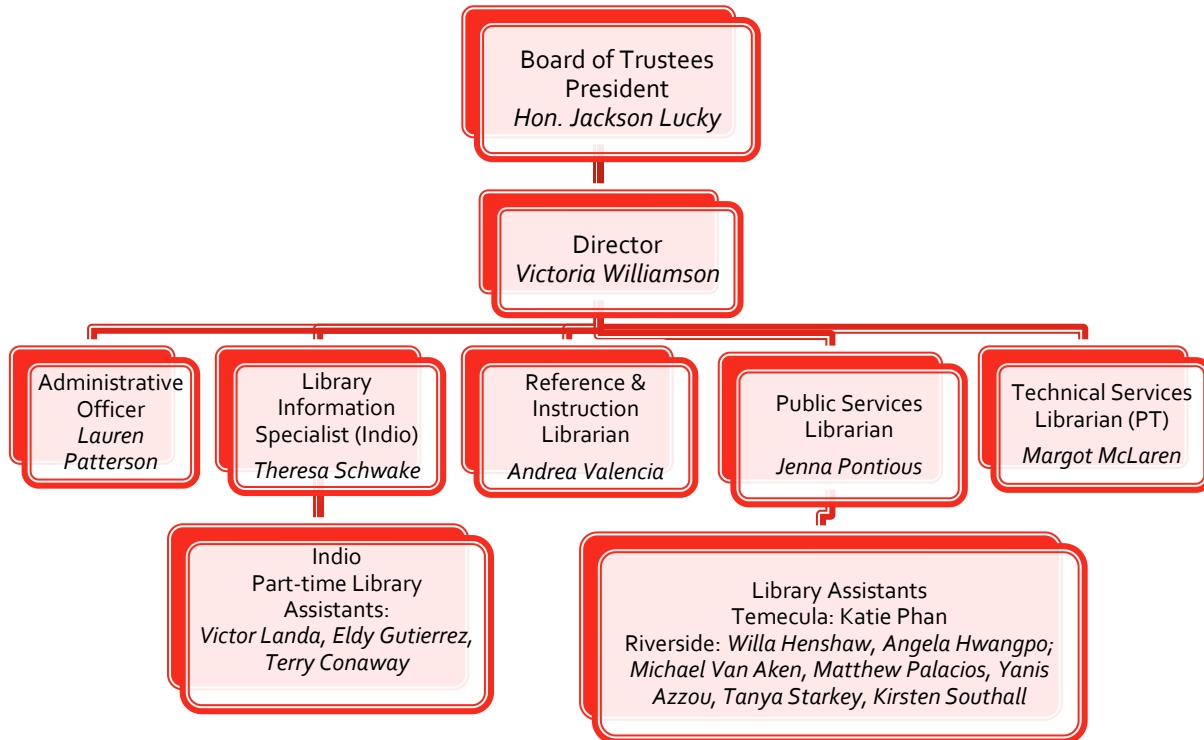 Board of Trustees
President
Hon. Jackson Lucky
Director
Victoria Williamson
Administrative
Officer
Lauren
Patterson
Library
Information
Specialist (Indio)
Theresa Schwake
Reference &
Instruction
Librarian
Andrea Valencia
Public Services
Librarian
Jenna Pontious
Technical Services
Librarian (PT)
Margot McLaren
Indio
Part-time Library
Assistants:
Victor Landa, Eldy Gutierrez,
Terry Conaway
Library Assistants
Temecula: Katie Phan
Riverside: Willa Henshaw, Angela Hwangpo;
Michael Van Aken, Matthew Palacios, Yanis
Azzou, Tanya Starkey, Kirsten Southall